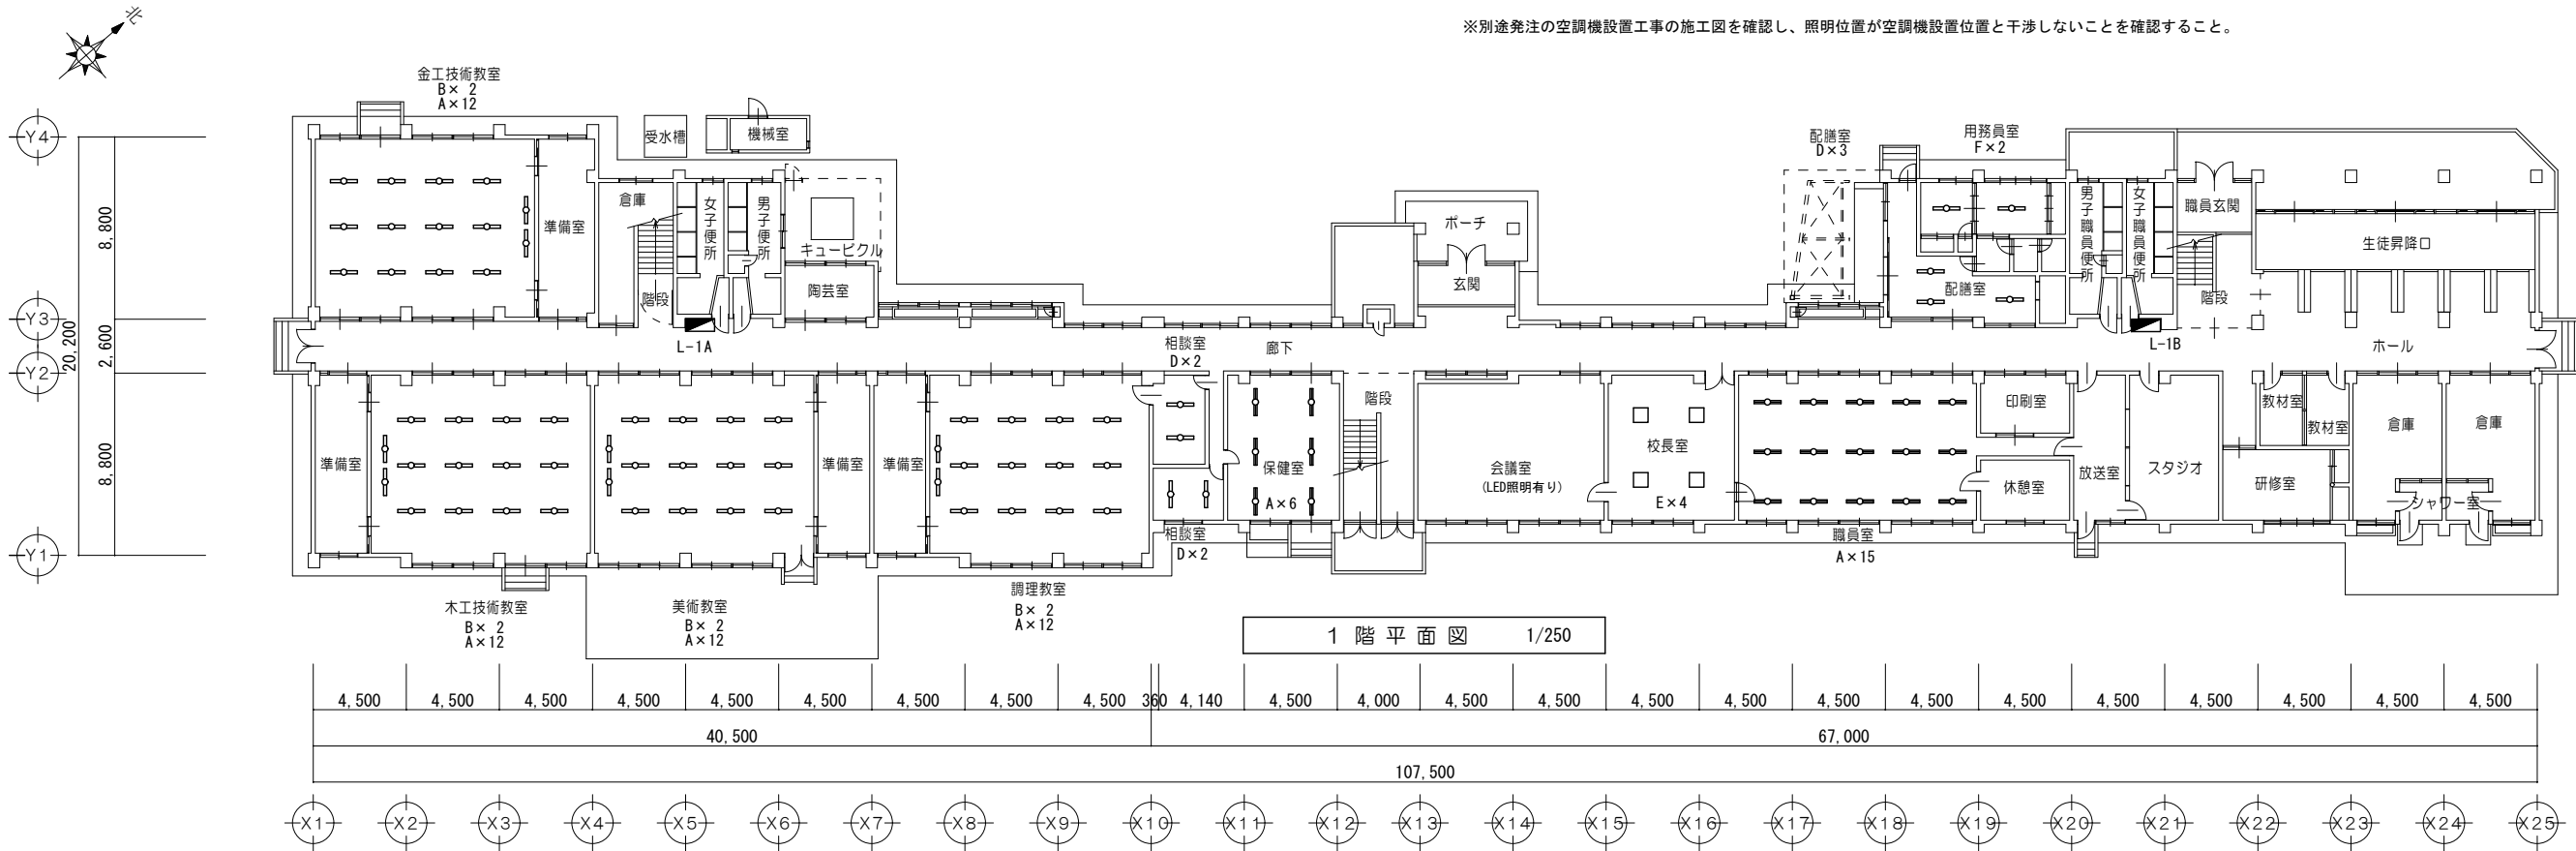 ※別途発注の空調機設置工事の施工図を確認し、照明位置が空調機設置位置と干渉しないことを確認すること。
北
金工技術教室
B× 2
A×12
受水槽
機械室
配膳室
D×3
用務員室
F×2
Y4
Y3
Y2
Y1
8,800
2,600
8,800
20,200
準備室
倉庫
階段
女子便所
男子便所
キュービクル
陶芸室
ポーチ
玄関
配膳室
男子職員便所
女子職員便所
職員玄関
階段
生徒昇降口
L-1A
相談室
D×2
廊下
L-1B
ホール
準備室
準備室
準備室
保健室
A×6
階段
会議室
(LED照明有り)
校長室
E×4
印刷室
休憩室
放送室
スタジオ
教材室
教材室
研修室
倉庫
倉庫
シャワー室
相談室
D×2
職員室
A×15
木工技術教室
B× 2
A×12
美術教室
B× 2
A×12
調理教室
B× 2
A×12
1階平面図 1/250
4,500 4,500 4,500 4,500 4,500 4,500 4,500 4,500 4,500 360 4,140 4,500 4,000 4,500 4,500 4,500 4,500 4,500 4,500 4,500 4,500 4,500 4,500 4,500 4,500
40,500 67,000
107,500
X1 X2 X3 X4 X5 X6 X7 X8 X9 X10 X11 X12 X13 X14 X15 X16 X17 X18 X19 X20 X21 X22 X23 X24 X25